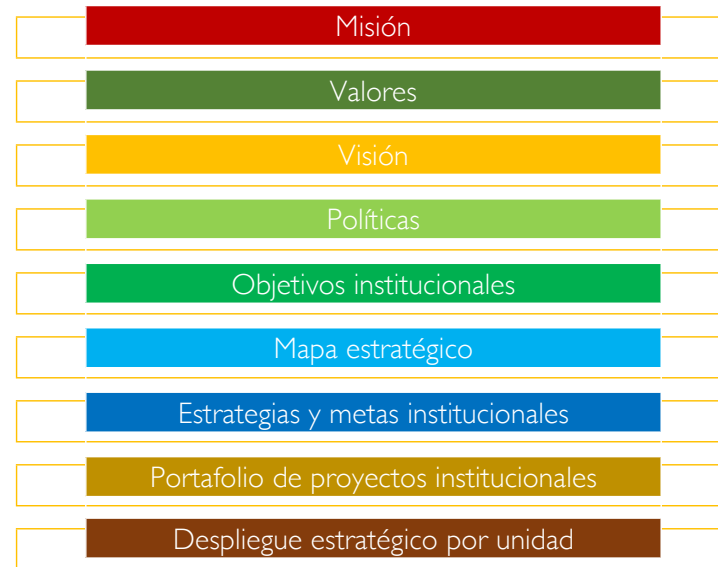 Misión
Valores
Visión
Políticas
Objetivos institucionales
Mapa estratégico
Estrategias y metas institucionales
Portafolio de proyectos institucionales
Despliegue estratégico por unidad